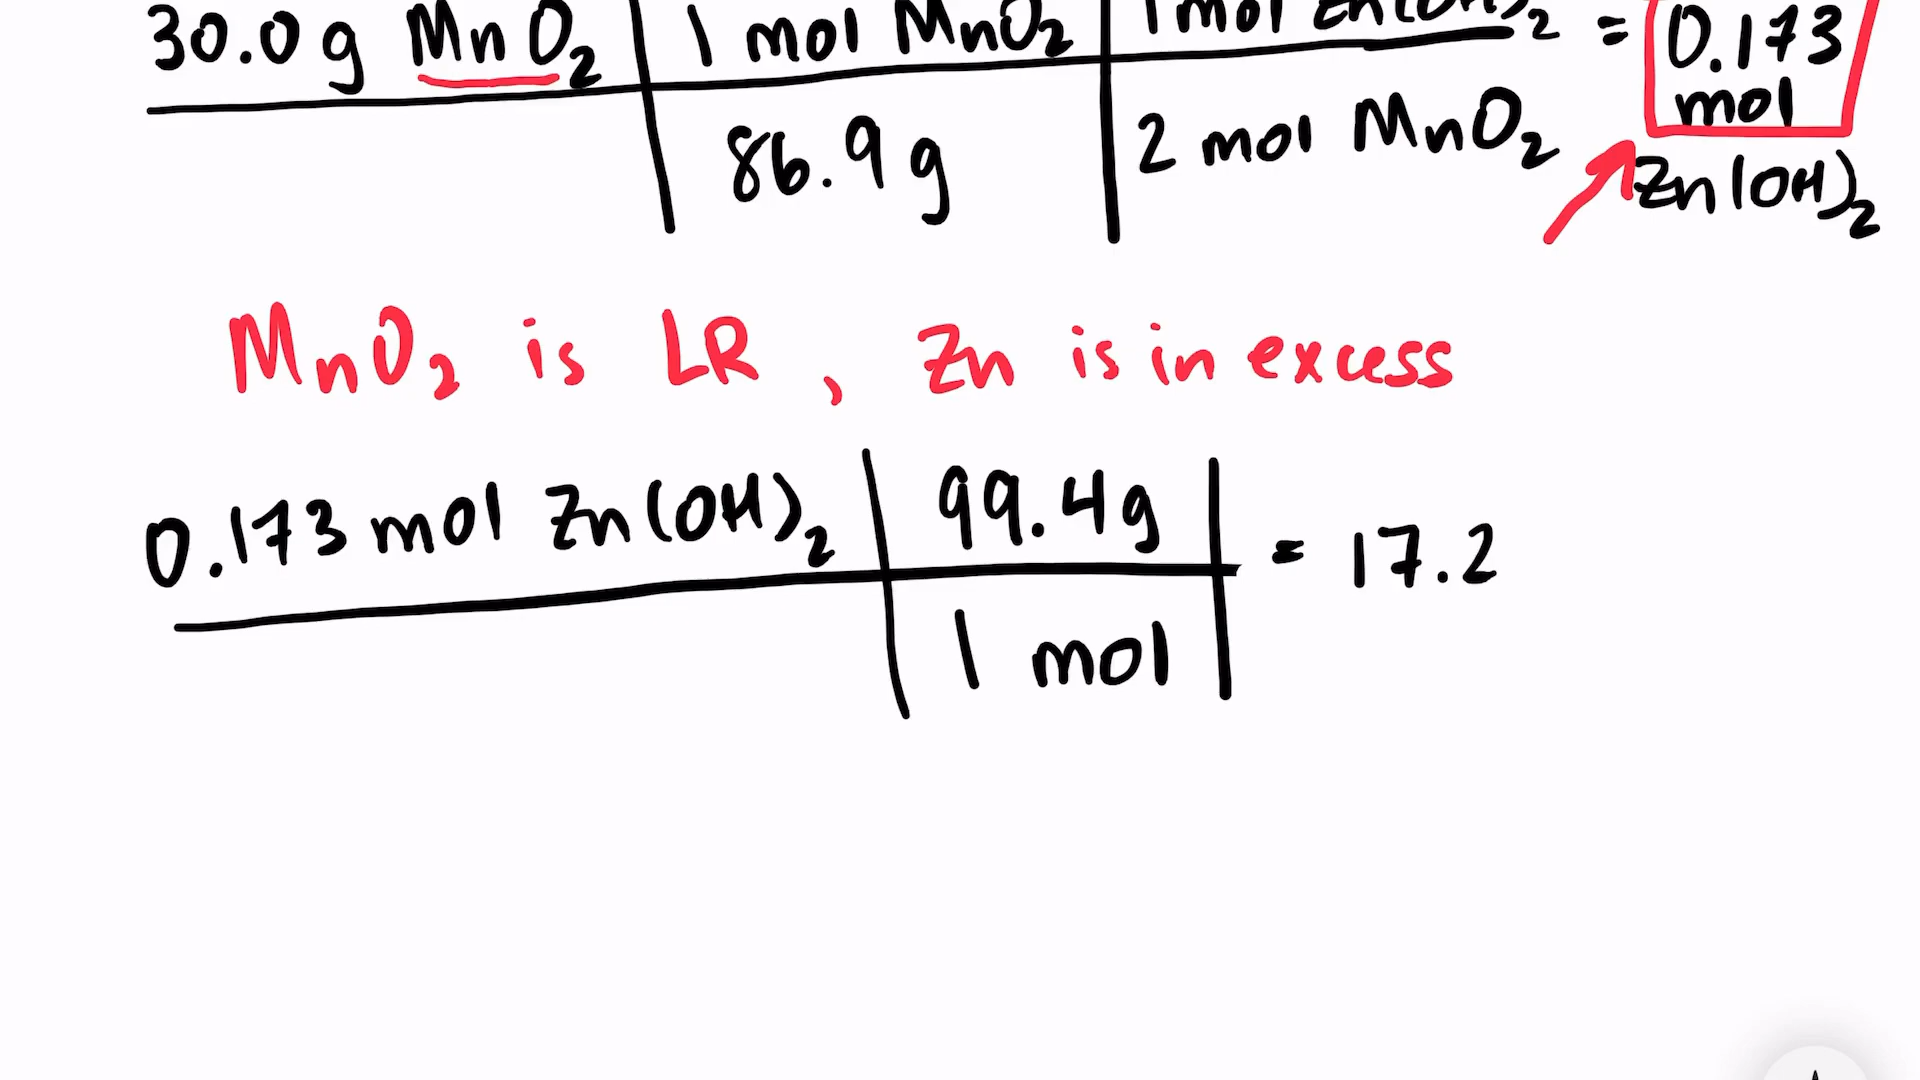 30.0 g MnO₂ | 1 mol MnO₂ | 1 mol Zn(OH)₂ = 0.173 mol
86.9 g | 2 mol MnO₂ Zn(OH)₂
MnO₂ is LR, Zn is in excess
0.173 mol Zn(OH)₂ | 99.4g | = 17.2
1 mol